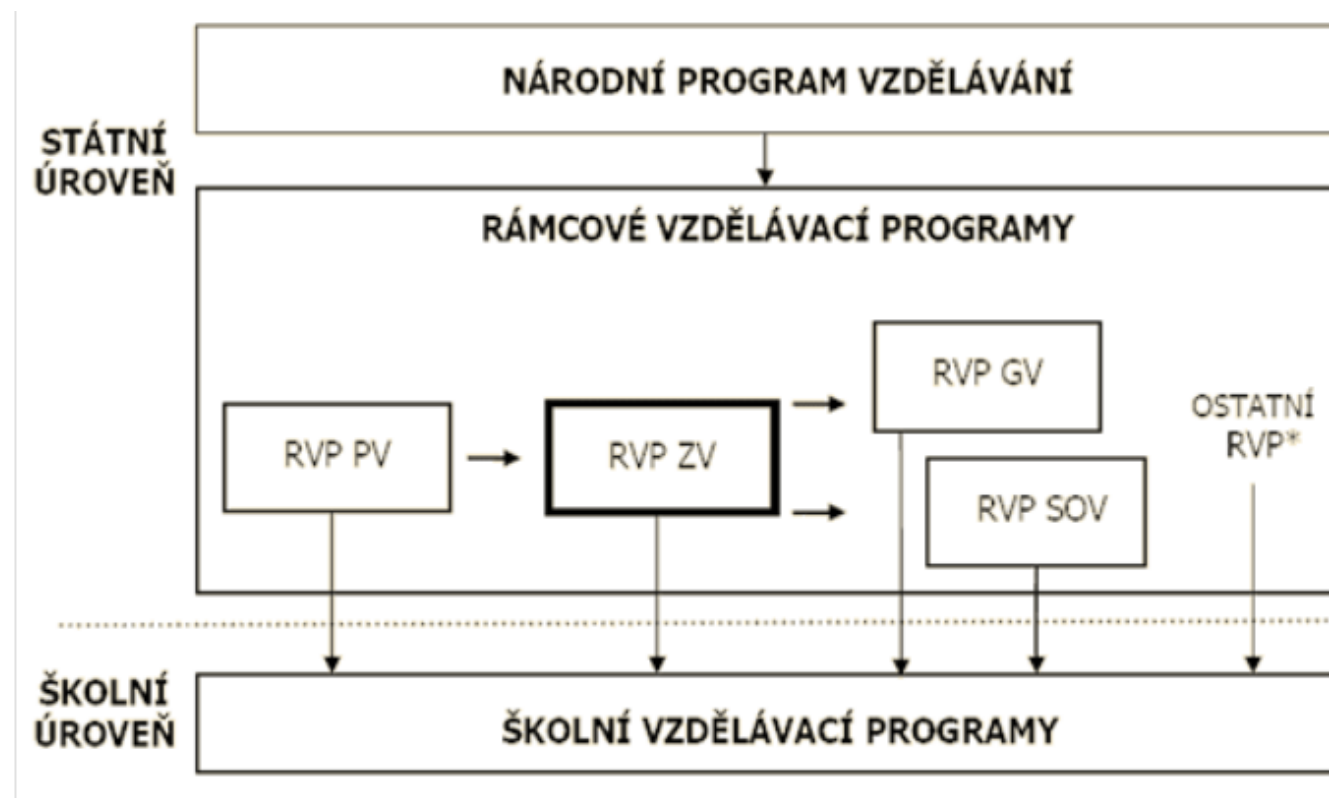 NÁRODNÍ PROGRAM VZDĚLÁVÁNÍ
STÁTNÍ
ÚROVEŇ
RÁMCOVÉ VZDĚLÁVACÍ PROGRAMY
RVP PV
RVP ZV
RVP GV
RVP SOV
OSTATNÍ
RVP*
ŠKOLNÍ
ÚROVEŇ
ŠKOLNÍ VZDĚLÁVACÍ PROGRAMY